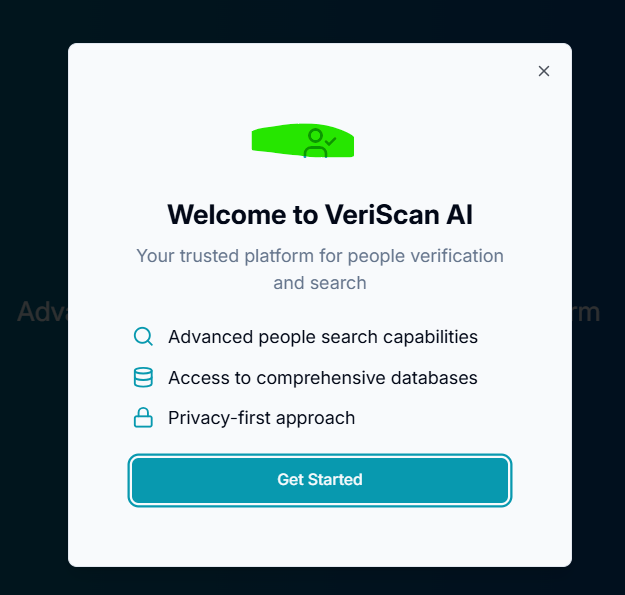 Welcome to VeriScan AI
Your trusted platform for people verification
and search
Adva
rm
Advanced people search capabilities
Access to comprehensive databases
Privacy-first approach
Get Started